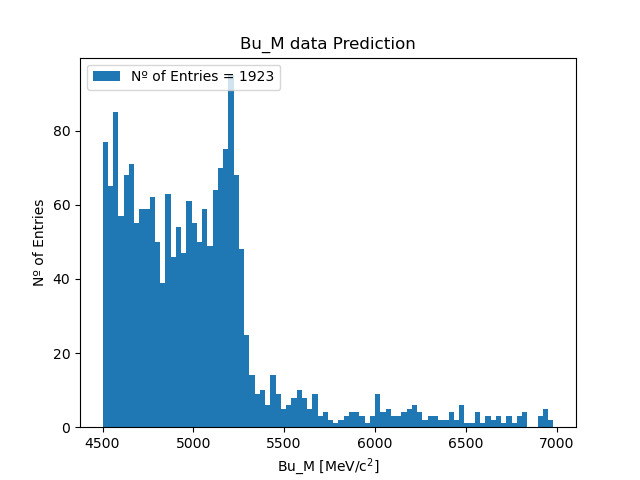 Bu_M data Prediction
Nº of Entries = 1923
Nº of Entries
80
60
40
20
0
4500 5000 5500 6000 6500 7000
Bu_M [MeV/c²]